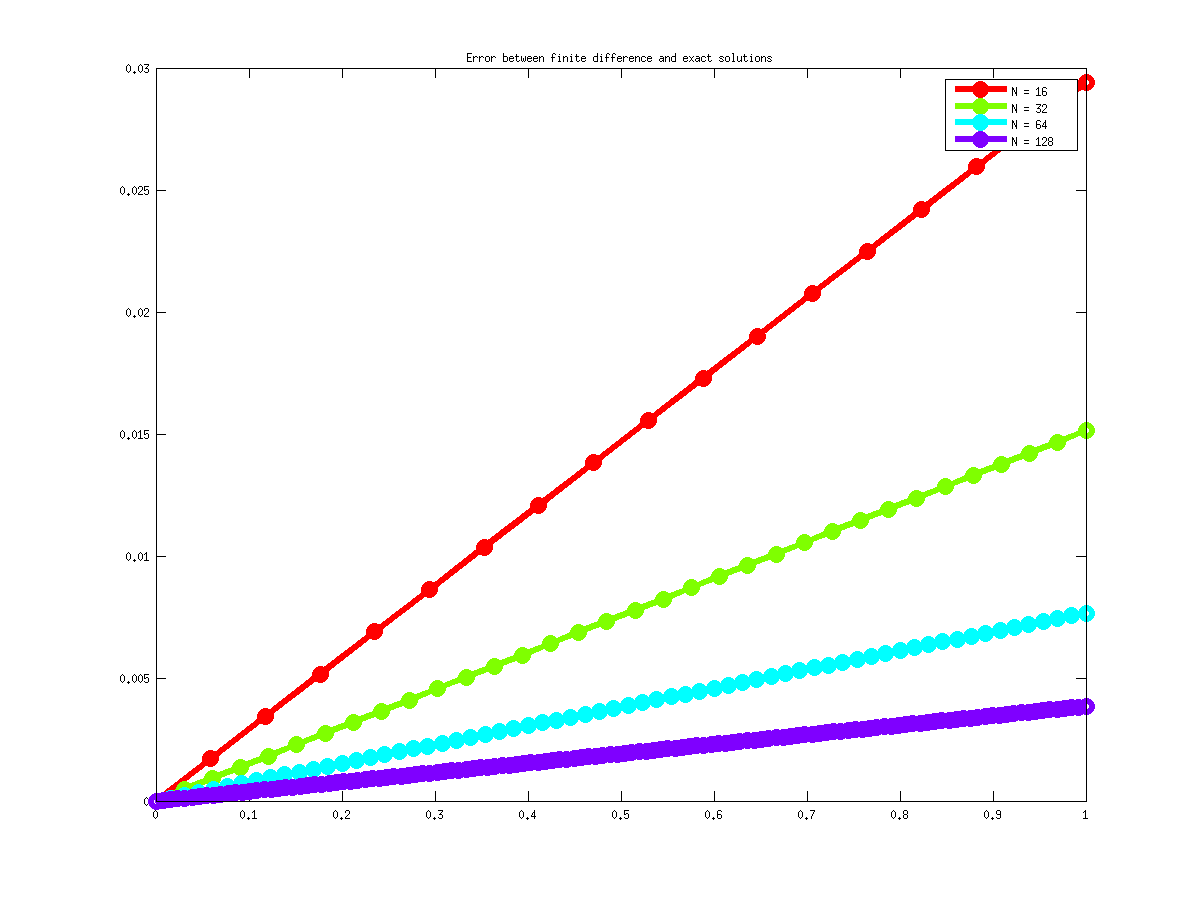 Error between finite difference and exact solutions
N = 16
N = 32
N = 64
N = 128
0.03
0.025
0.02
0.015
0.01
0.005
0
0 0.1 0.2 0.3 0.4 0.5 0.6 0.7 0.8 0.9 1